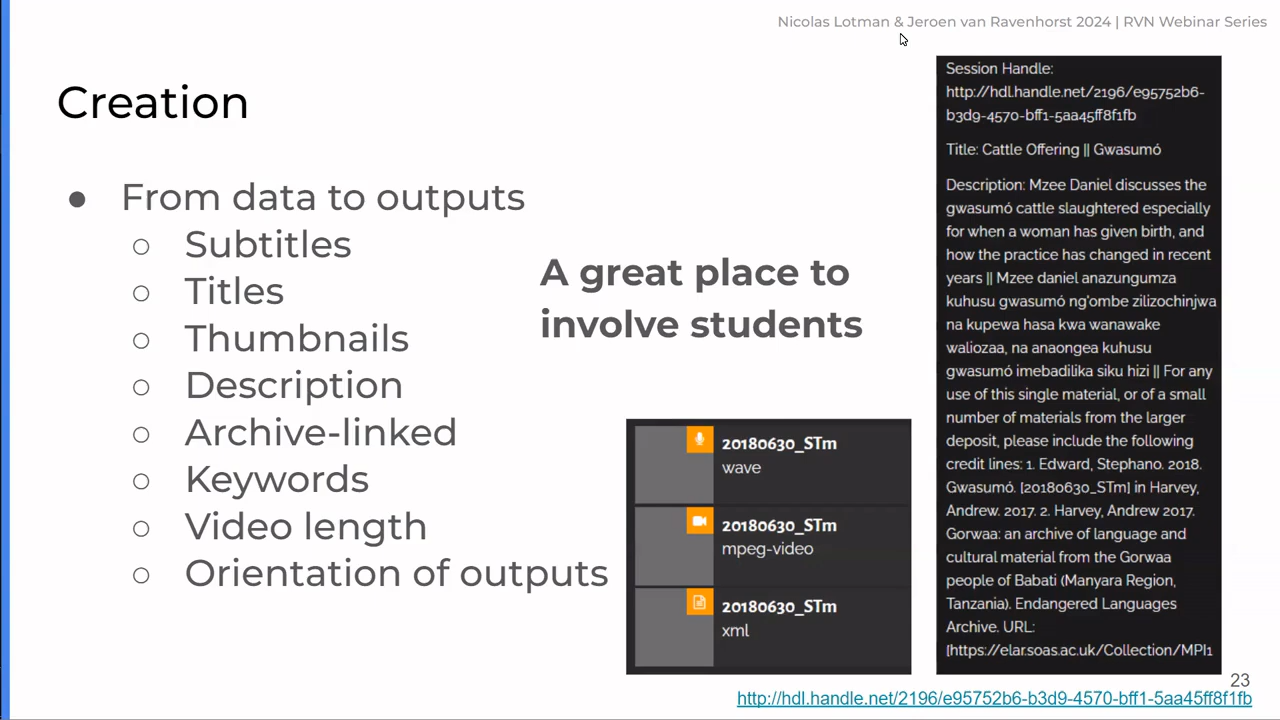 Nicolas Lotman & Jeroen van Ravenhorst 2024 | RVN Webinar Series
Creation
● From data to outputs
○ Subtitles
○ Titles
○ Thumbnails
○ Description
○ Archive-linked
○ Keywords
○ Video length
○ Orientation of outputs
A great place to
involve students
20180630_STm
wave
20180630_STm
mpeg-video
20180630_STm
xml
Session Handle:
http://hdl.handle.net/2196/e95752b6-
b3d9-4570-bff1-5aa45ff8f1fb
Title: Cattle Offering || Gwasumó
Description: Mzee Daniel discusses the
gwasumó cattle slaughtered especially
for when a woman has given birth, and
how the practice has changed in recent
years || Mzee daniel anazungumza
kuhusu gwasumó ng'ombe zilizochinjwa
na kupewa hasa kwa wanawake
waliozaa, na anaongea kuhusu
gwasumó imebadilika siku hizi || For any
use of this single material, or of a small
number of materials from the larger
deposit, please include the following
credit lines: 1. Edward, Stephano. 2018.
Gwasumó. [20180630_STm] in Harvey,
Andrew. 2017. 2. Harvey, Andrew 2017.
Gorwaa: an archive of language and
cultural material from the Gorwaa
people of Babati (Manyara Region,
Tanzania). Endangered Languages
Archive. URL:
[https://elar.soas.ac.uk/Collection/MPI1
23
http://hdl.handle.net/2196/e95752b6-b3d9-4570-bff1-5aa45ff8f1fb